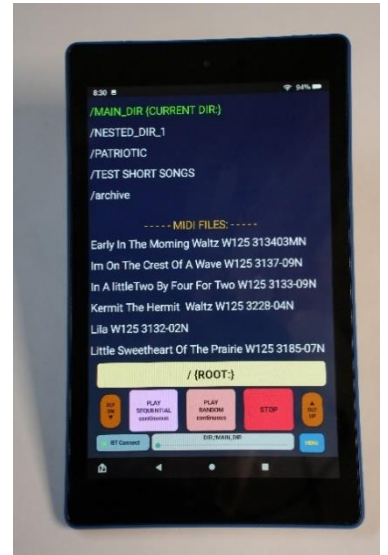 8:30
94%
/MAIN_DIR {CURRENT DIR:}
/NESTED_DIR_1
/PATRIOTIC
/TEST SHORT SONGS
/archive
- - - - - MIDI FILES: - - - - -
Early In The Morning Waltz W125 313403MN
Im On The Crest Of A Wave W125 3137-09N
In A littleTwo By Four For Two W125 3133-09N
Kermit The Hermit Waltz W125 3228-04N
Lila W125 3132-02N
Little Sweetheart Of The Prairie W125 3185-07N
/ {ROOT:}
PLAY
SEQUENTIAL
continuous
PLAY
RANDOM
continuous
STOP
UP
BT Connect
DIR:/MAIN_DIR
MENU